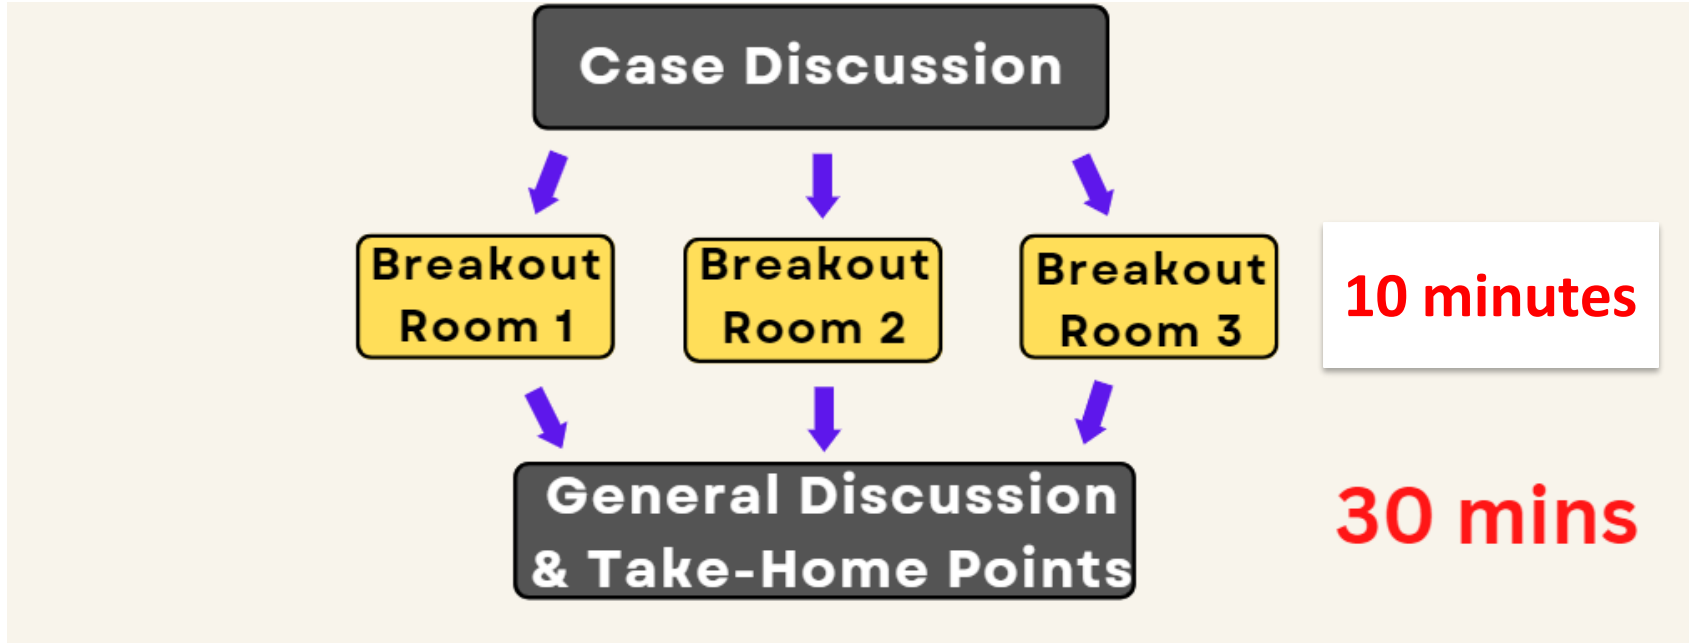 Case Discussion
Breakout
Room 1
Breakout
Room 2
Breakout
Room 3
10 minutes
General Discussion
& Take-Home Points
30 mins